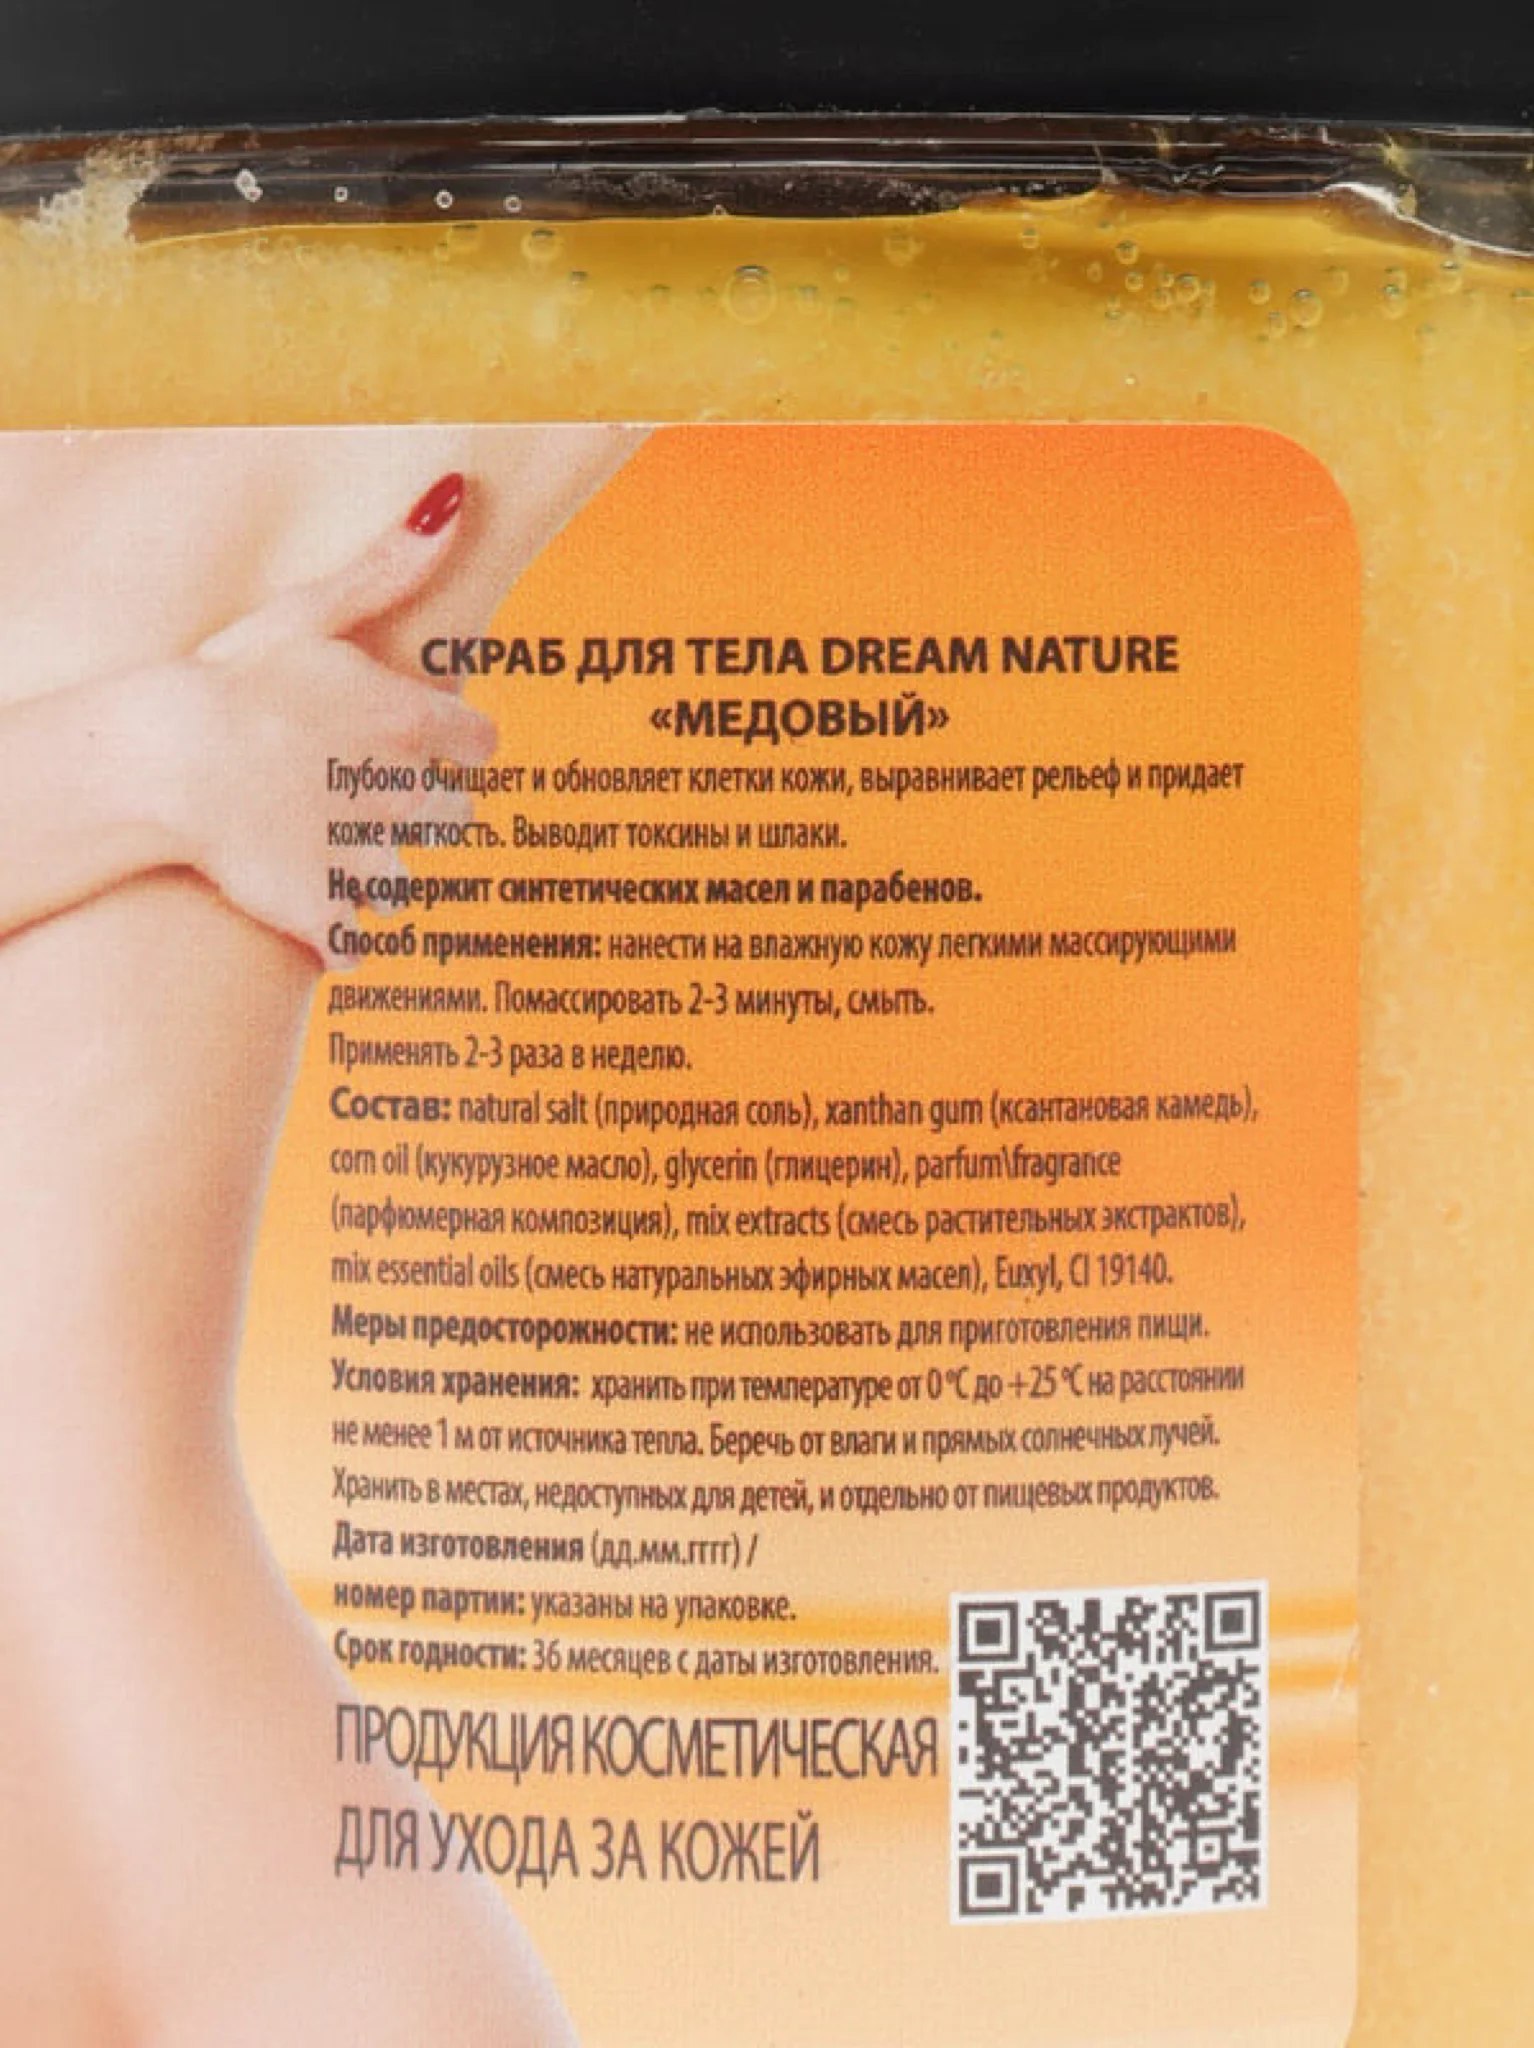 СКРАБ ДЛЯ ТЕЛА DREAM NATURE
«МЕДОВЫЙ»
Глубоко очищает и обновляет клетки кожи, выравнивает рельеф и придает
коже мягкость. Выводит токсины и шлаки.
Не содержит синтетических масел и парабенов.
Способ применения: нанести на влажную кожу легкими массирующими
движениями. Помассировать 2-3 минуты, смыть.
Применять 2-3 раза в неделю.
Состав: natural salt (природная соль), xanthan gum (ксантановая камедь),
corn oil (кукурузное масло), glycerin (глицерин), parfum\fragrance
(парфюмерная композиция), mix extracts (смесь растительных экстрактов),
mix essential oils (смесь натуральных эфирных масел), Euxyl, CI 19140.
Меры предосторожности: не использовать для приготовления пищи.
Условия хранения: хранить при температуре от 0 °С до +25 °С на расстоянии
не менее 1 м от источника тепла. Беречь от влаги и прямых солнечных лучей.
Хранить в местах, недоступных для детей, и отдельно от пищевых продуктов.
Дата изготовления (дд.мм.гггг) /
номер партии: указаны на упаковке.
Срок годности: 36 месяцев с даты изготовления.
ПРОДУКЦИЯ КОСМЕТИЧЕСКАЯ
ДЛЯ УХОДА ЗА КОЖЕЙ